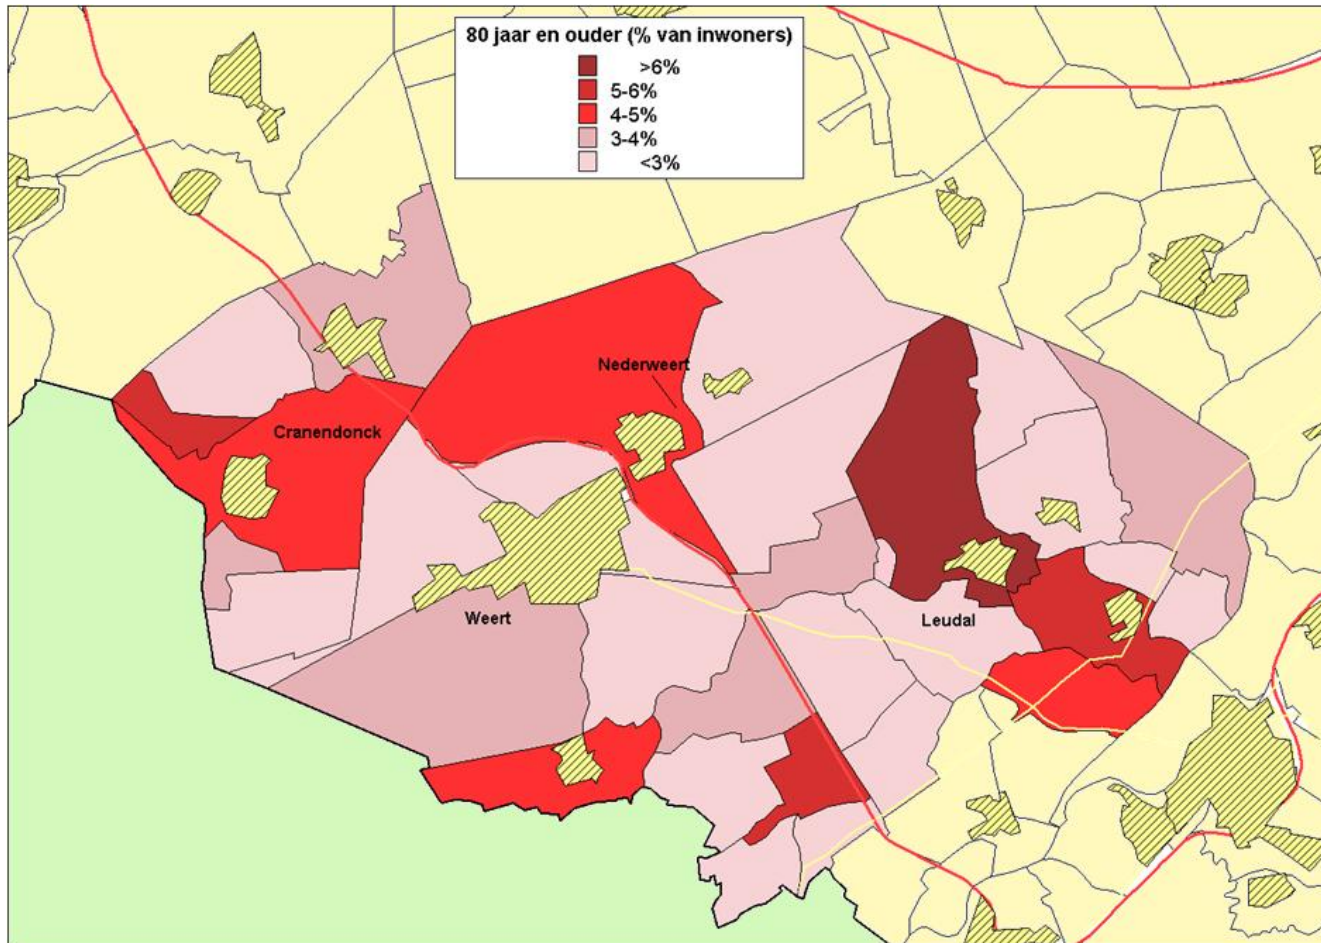 80 jaar en ouder (% van inwoners)
>6%
5-6%
4-5%
3-4%
<3%
Nederweert
Cranendonck
Weert
Leudal